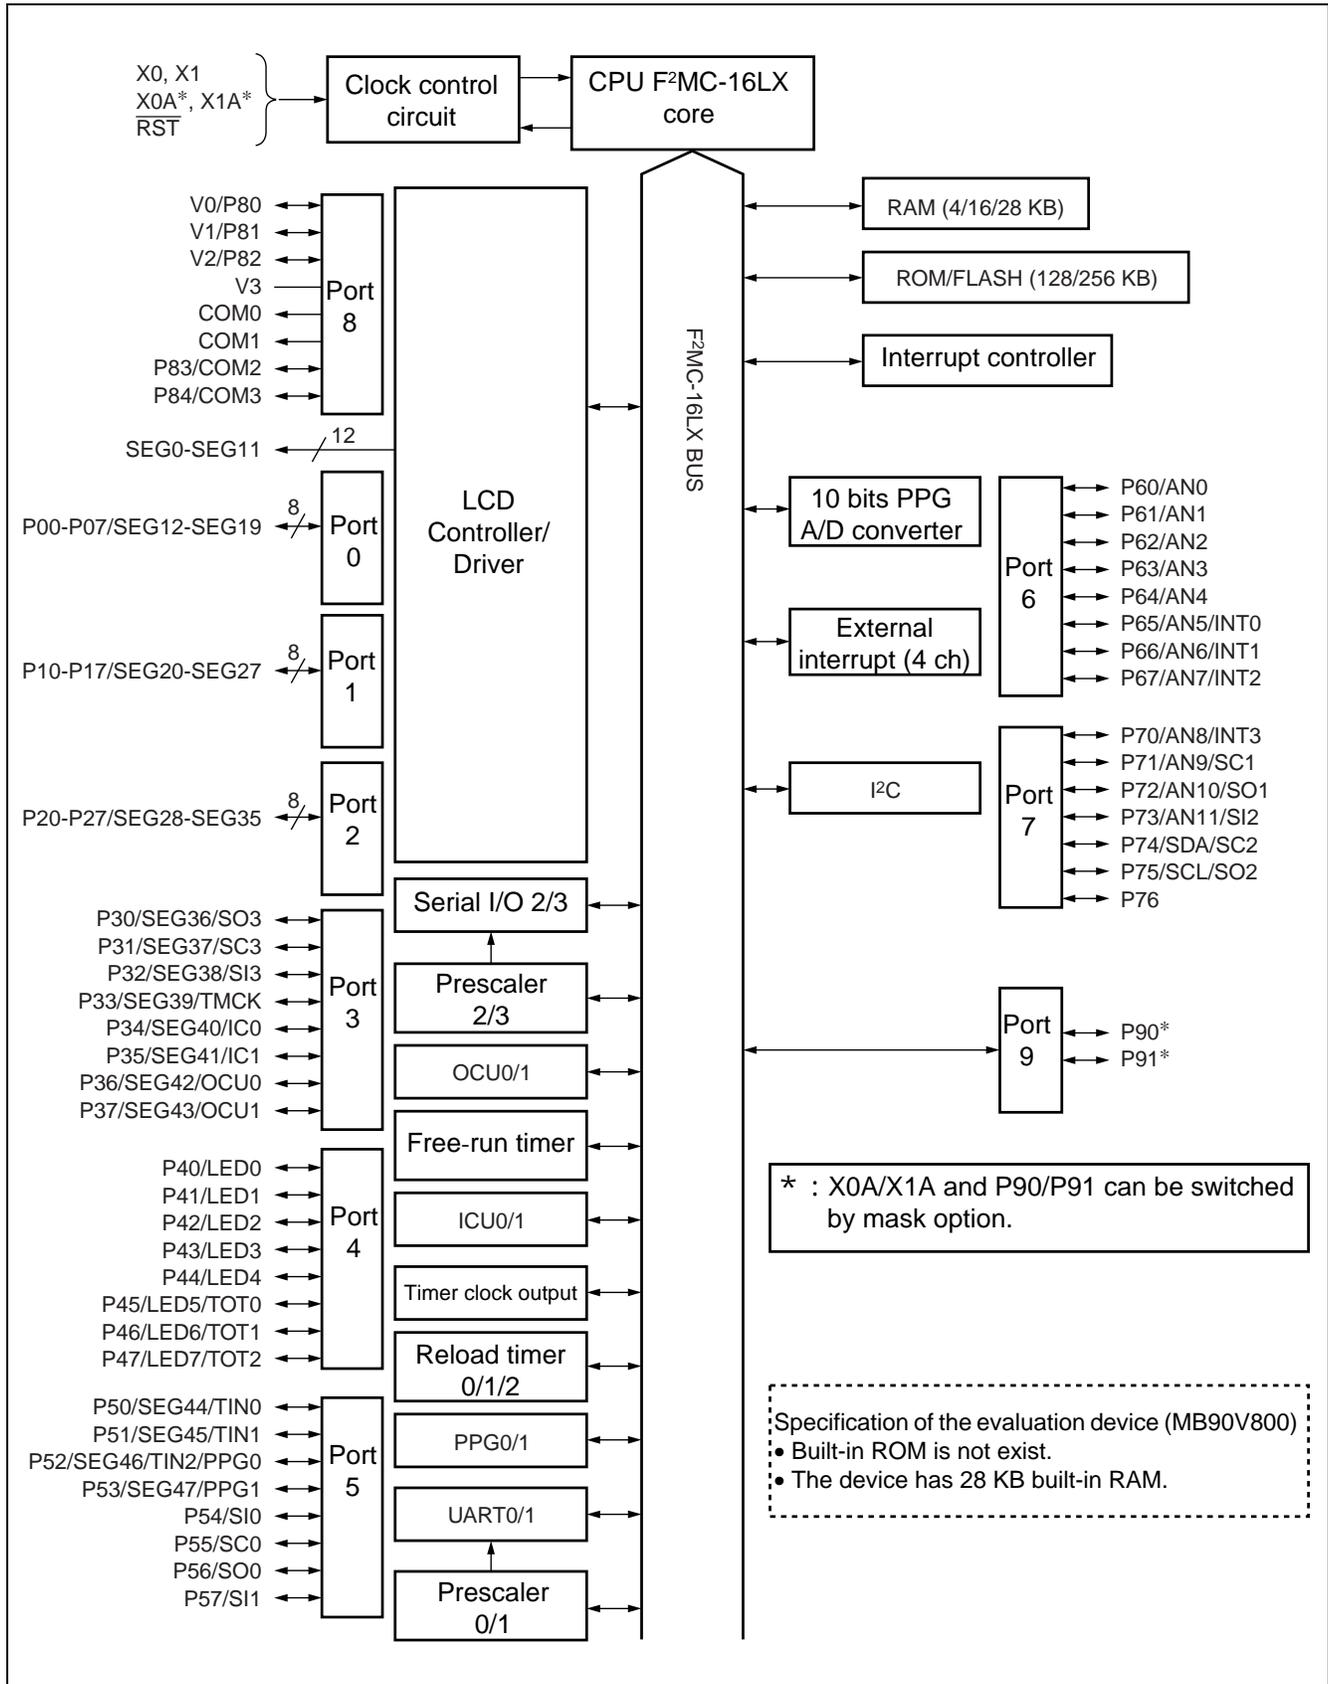 X0, X1
X0A*, X1A*
RST
Clock control
circuit
CPU F²MC-16LX
core
V0/P80
V1/P81
V2/P82
V3
COM0
COM1
P83/COM2
P84/COM3
Port
8
SEG0-SEG11
12
P00-P07/SEG12-SEG19
8
Port
0
P10-P17/SEG20-SEG27
8
Port
1
P20-P27/SEG28-SEG35
8
Port
2
LCD
Controller/
Driver
P30/SEG36/SO3
P31/SEG37/SC3
P32/SEG38/SI3
P33/SEG39/TMCK
P34/SEG40/IC0
P35/SEG41/IC1
P36/SEG42/OCU0
P37/SEG43/OCU1
Port
3
P40/LED0
P41/LED1
P42/LED2
P43/LED3
P44/LED4
P45/LED5/TOT0
P46/LED6/TOT1
P47/LED7/TOT2
Port
4
P50/SEG44/TIN0
P51/SEG45/TIN1
P52/SEG46/TIN2/PPG0
P53/SEG47/PPG1
P54/SI0
P55/SC0
P56/SO0
P57/SI1
Port
5
Serial I/O 2/3
Prescaler
2/3
OCU0/1
Free-run timer
ICU0/1
Timer clock output
Reload timer
0/1/2
PPG0/1
UART0/1
Prescaler
0/1
F²MC-16LX BUS
RAM (4/16/28 KB)
ROM/FLASH (128/256 KB)
Interrupt controller
10 bits PPG
A/D converter
External
interrupt (4 ch)
I²C
Port
6
P60/AN0
P61/AN1
P62/AN2
P63/AN3
P64/AN4
P65/AN5/INT0
P66/AN6/INT1
P67/AN7/INT2
Port
7
P70/AN8/INT3
P71/AN9/SC1
P72/AN10/SO1
P73/AN11/SI2
P74/SDA/SC2
P75/SCL/SO2
P76
Port
9
P90*
P91*
* : X0A/X1A and P90/P91 can be switched
by mask option.
Specification of the evaluation device (MB90V800)
• Built-in ROM is not exist.
• The device has 28 KB built-in RAM.